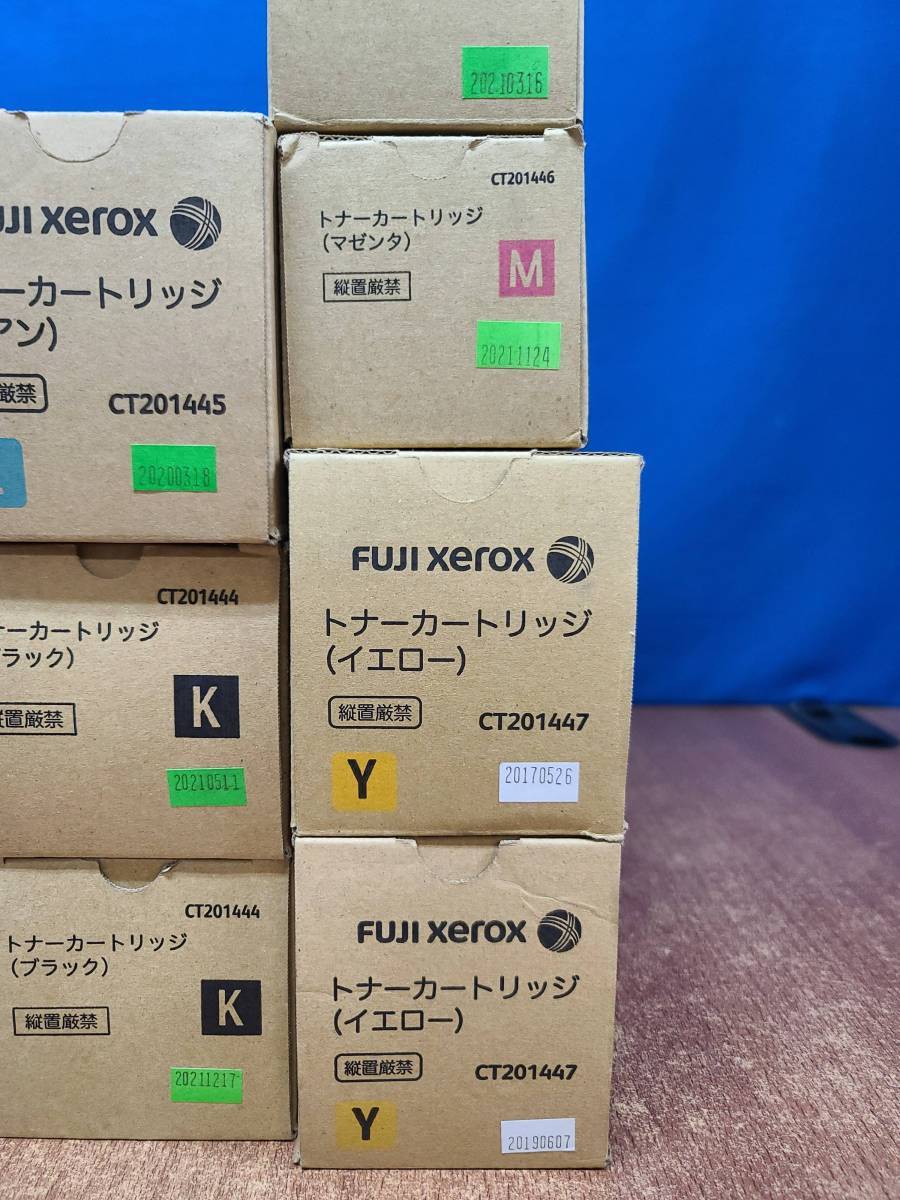 20210316
CT201446
トナーカートリッジ
(マゼンタ)
縦置厳禁
M
20211124
FUJI xerox
トナーカートリッジ
(イエロー)
縦置厳禁
CT201447
Y
20170526
FUJI xerox
トナーカートリッジ
(イエロー)
縦置厳禁
CT201447
Y
20190607
JI xerox
ーカートリッジ
アン)
厳禁
CT201445
20200318
CT201444
ナーカートリッジ
ラック)
縦置厳禁
K
20210511
CT201444
トナーカートリッジ
(ブラック)
縦置厳禁
K
20211217